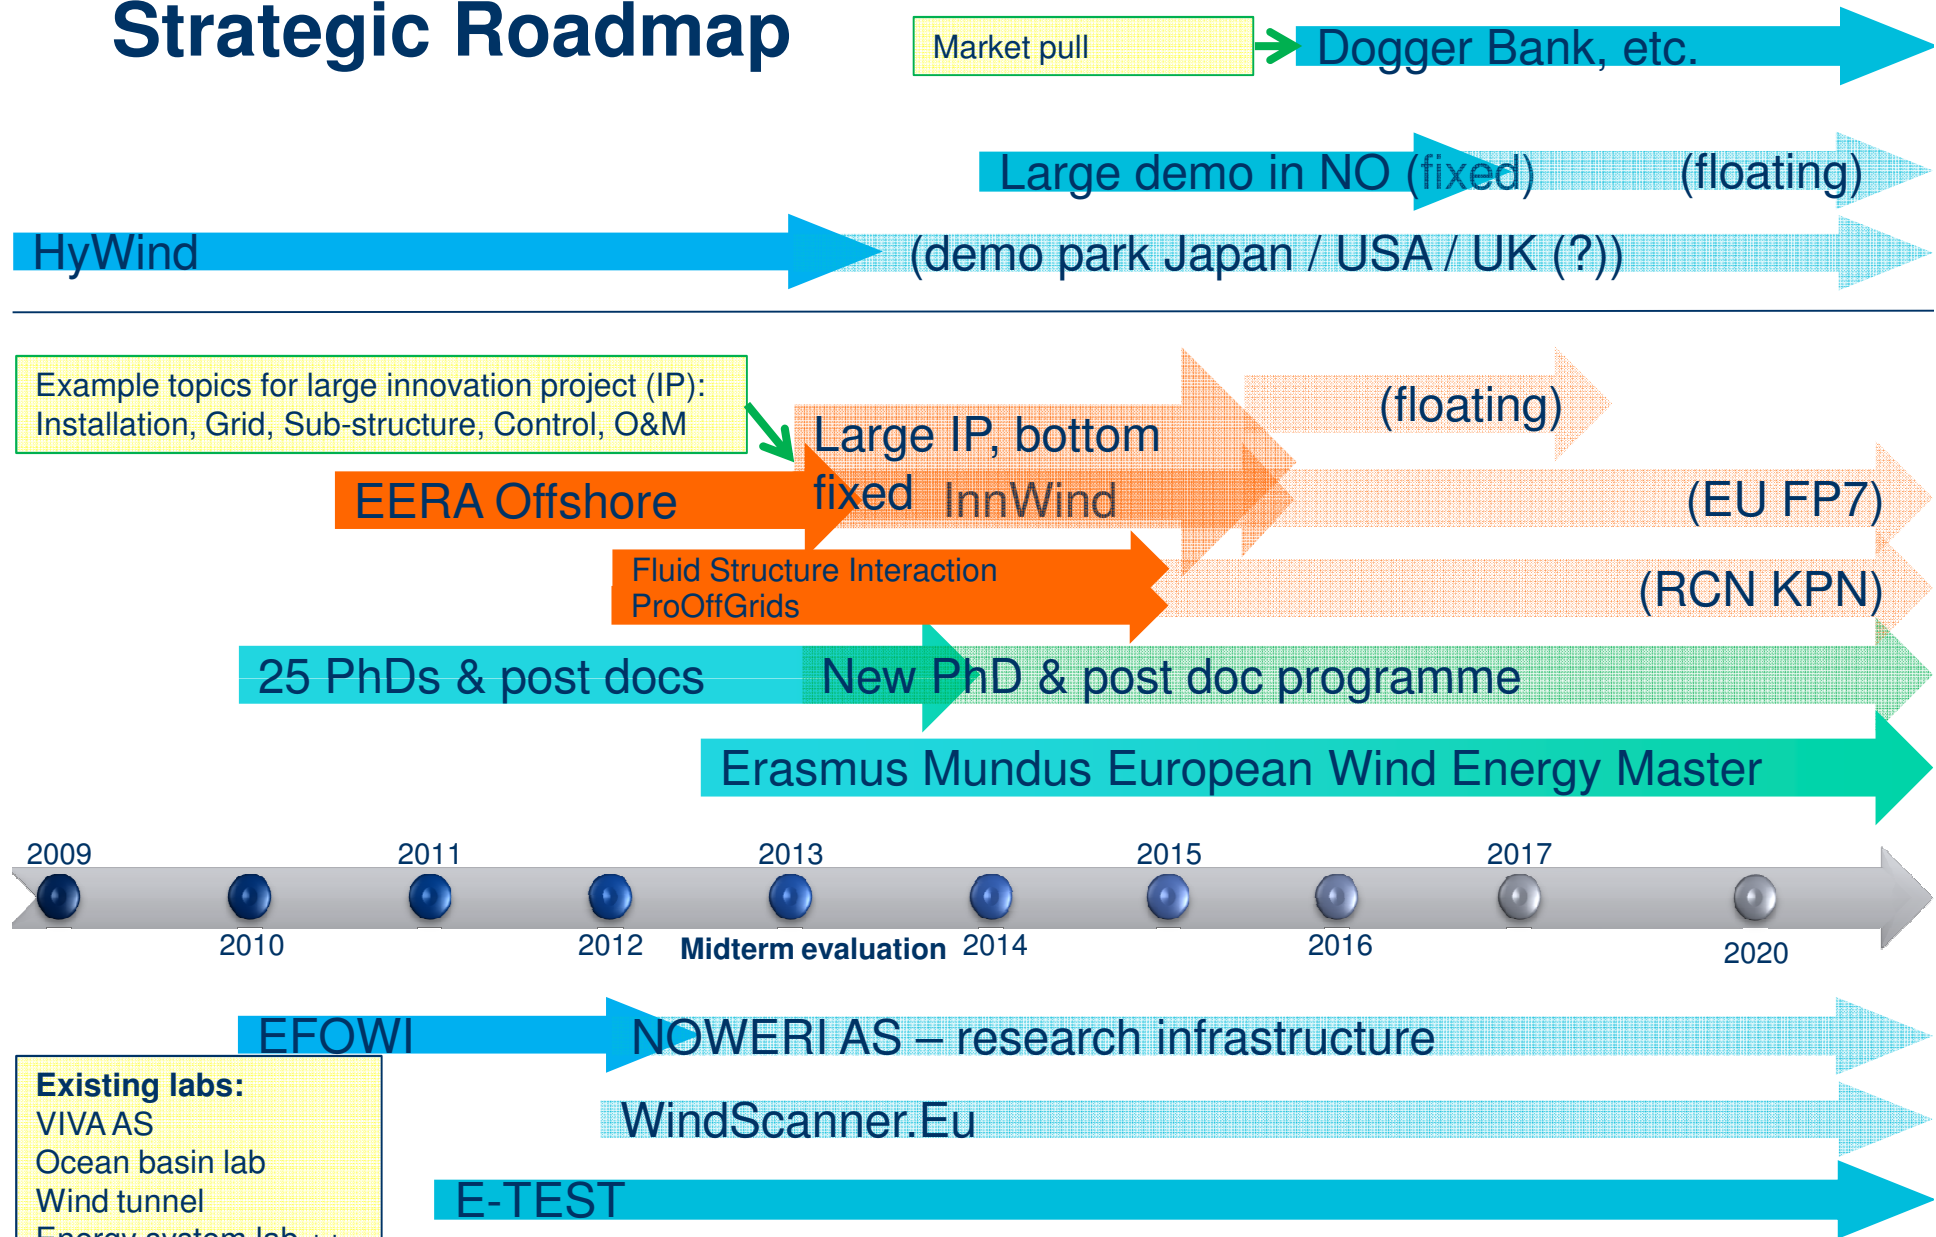 Strategic Roadmap
Market pull
Dogger Bank, etc.
Large demo in NO (fixed)
(floating)
HyWind
(demo park Japan / USA / UK (?))
Example topics for large innovation project (IP):
Installation, Grid, Sub-structure, Control, O&M
(floating)
Large IP, bottom
fixed
InnWind
EERA Offshore
(EU FP7)
Fluid Structure Interaction
ProOffGrids
(RCN KPN)
25 PhDs & post docs
New PhD & post doc programme
Erasmus Mundus European Wind Energy Master
2009
2011
2013
2015
2017
2010
2012
Midterm evaluation
2014
2016
2020
EFOWI
NOWERI AS – research infrastructure
Existing labs:
VIVA AS
Ocean basin lab
Wind tunnel
Energy system lab
WindScanner.Eu
E-TEST